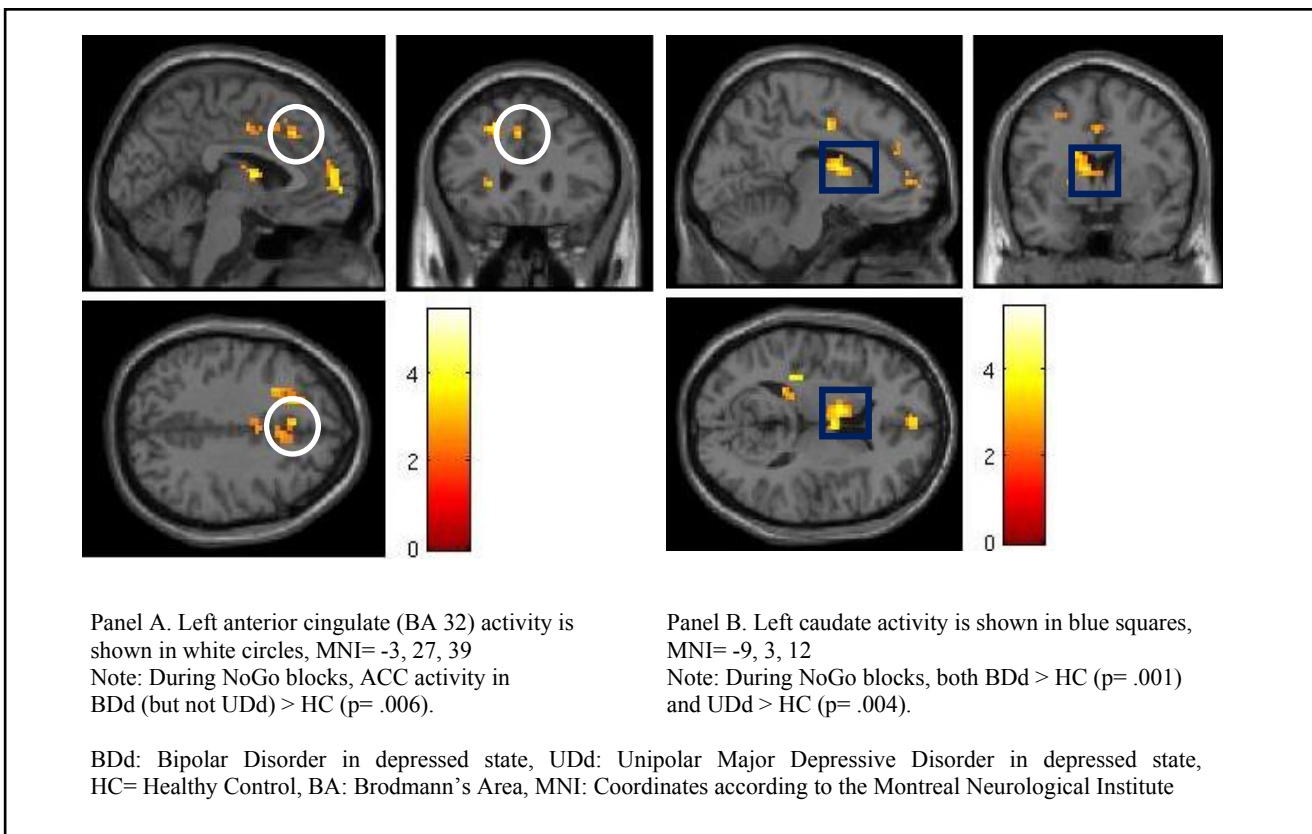 4
2
0
4
2
0
Panel A. Left anterior cingulate (BA 32) activity is
shown in white circles, MNI= -3, 27, 39
Note: During NoGo blocks, ACC activity in
BDd (but not UDd) > HC (p= .006).
Panel B. Left caudate activity is shown in blue squares,
MNI= -9, 3, 12
Note: During NoGo blocks, both BDd > HC (p= .001)
and UDd > HC (p= .004).
BDd: Bipolar Disorder in depressed state, UDd: Unipolar Major Depressive Disorder in depressed state,
HC= Healthy Control, BA: Brodmann’s Area, MNI: Coordinates according to the Montreal Neurological Institute